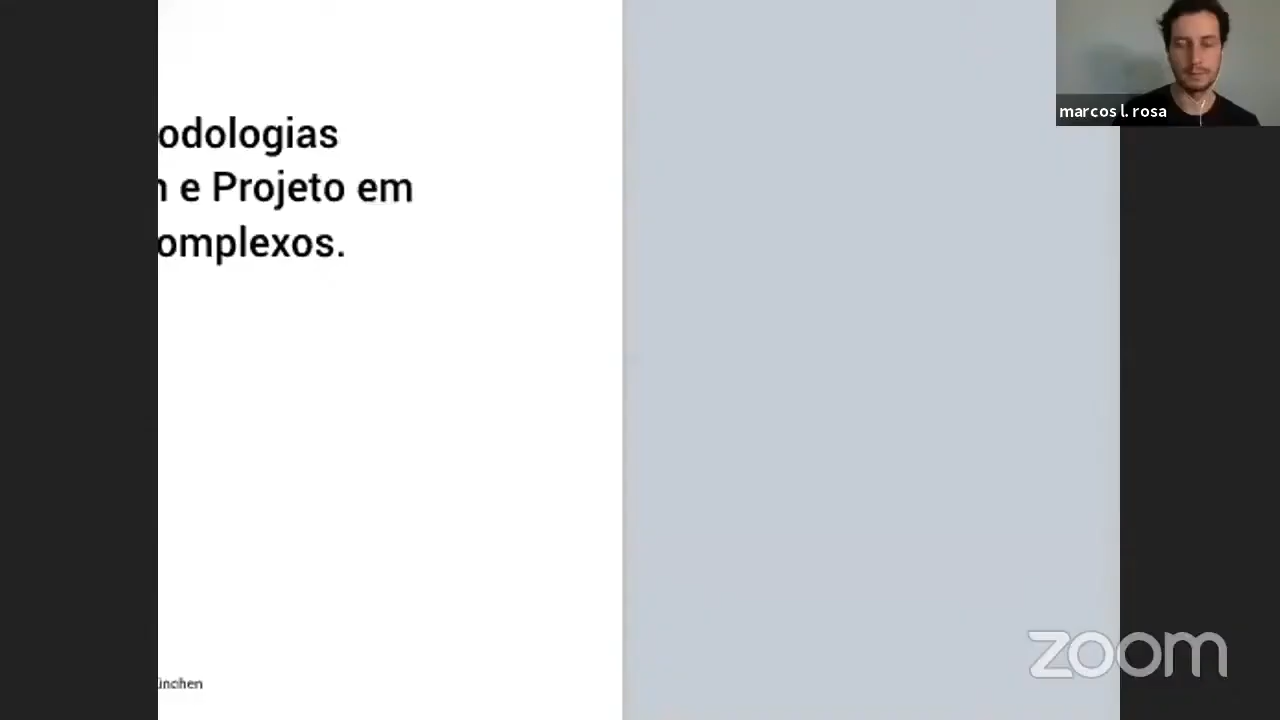 odologias
e Projeto em
omplexos.
ünchen
marcos l. rosa
zoom